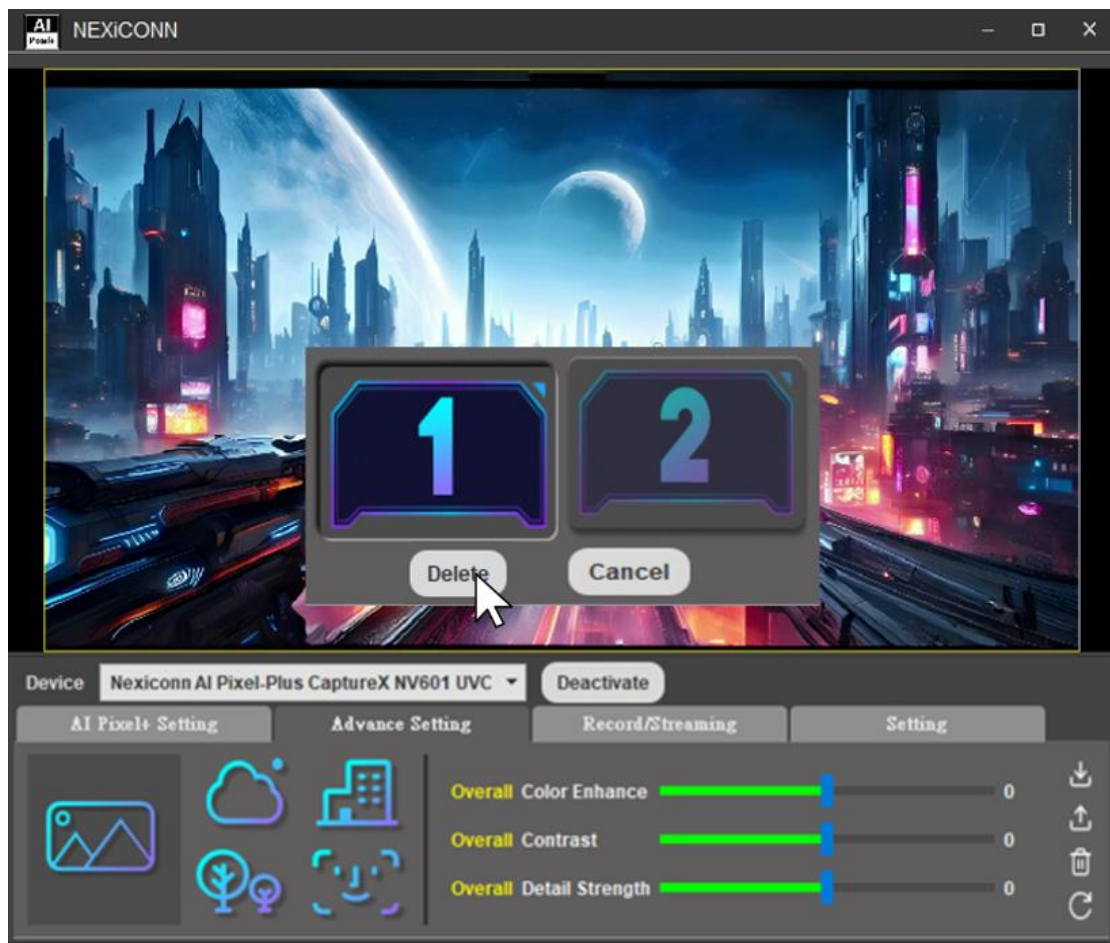 AI
NEXiCONN
1
2
Delete
Cancel
Device
Nexiconn AI Pixel-Plus CaptureX NV601 UVC
Deactivate
AI Pixel+ Setting
Advance Setting
Record/Streaming
Setting
Overall Color Enhance
0
Overall Contrast
0
Overall Detail Strength
0